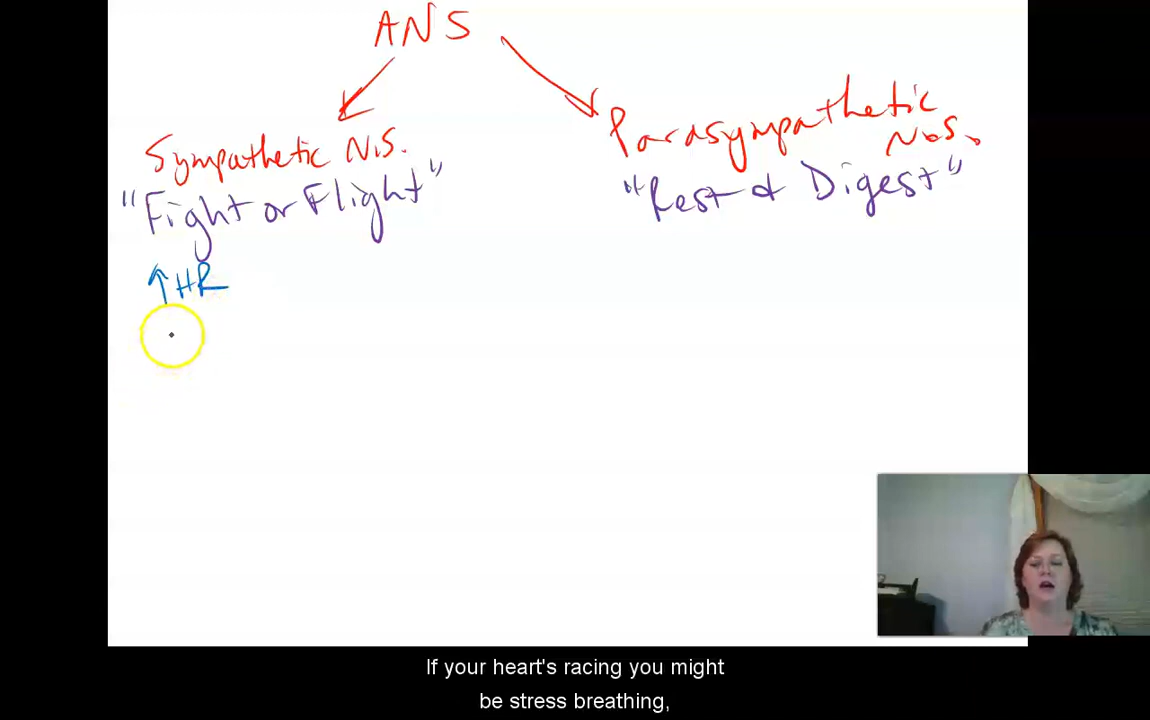 ANS
Sympathetic N.S.
"Fight or Flight"
↑ HR
Parasympathetic
N.S.
"Rest & Digest"
If your heart's racing you might
be stress breathing,